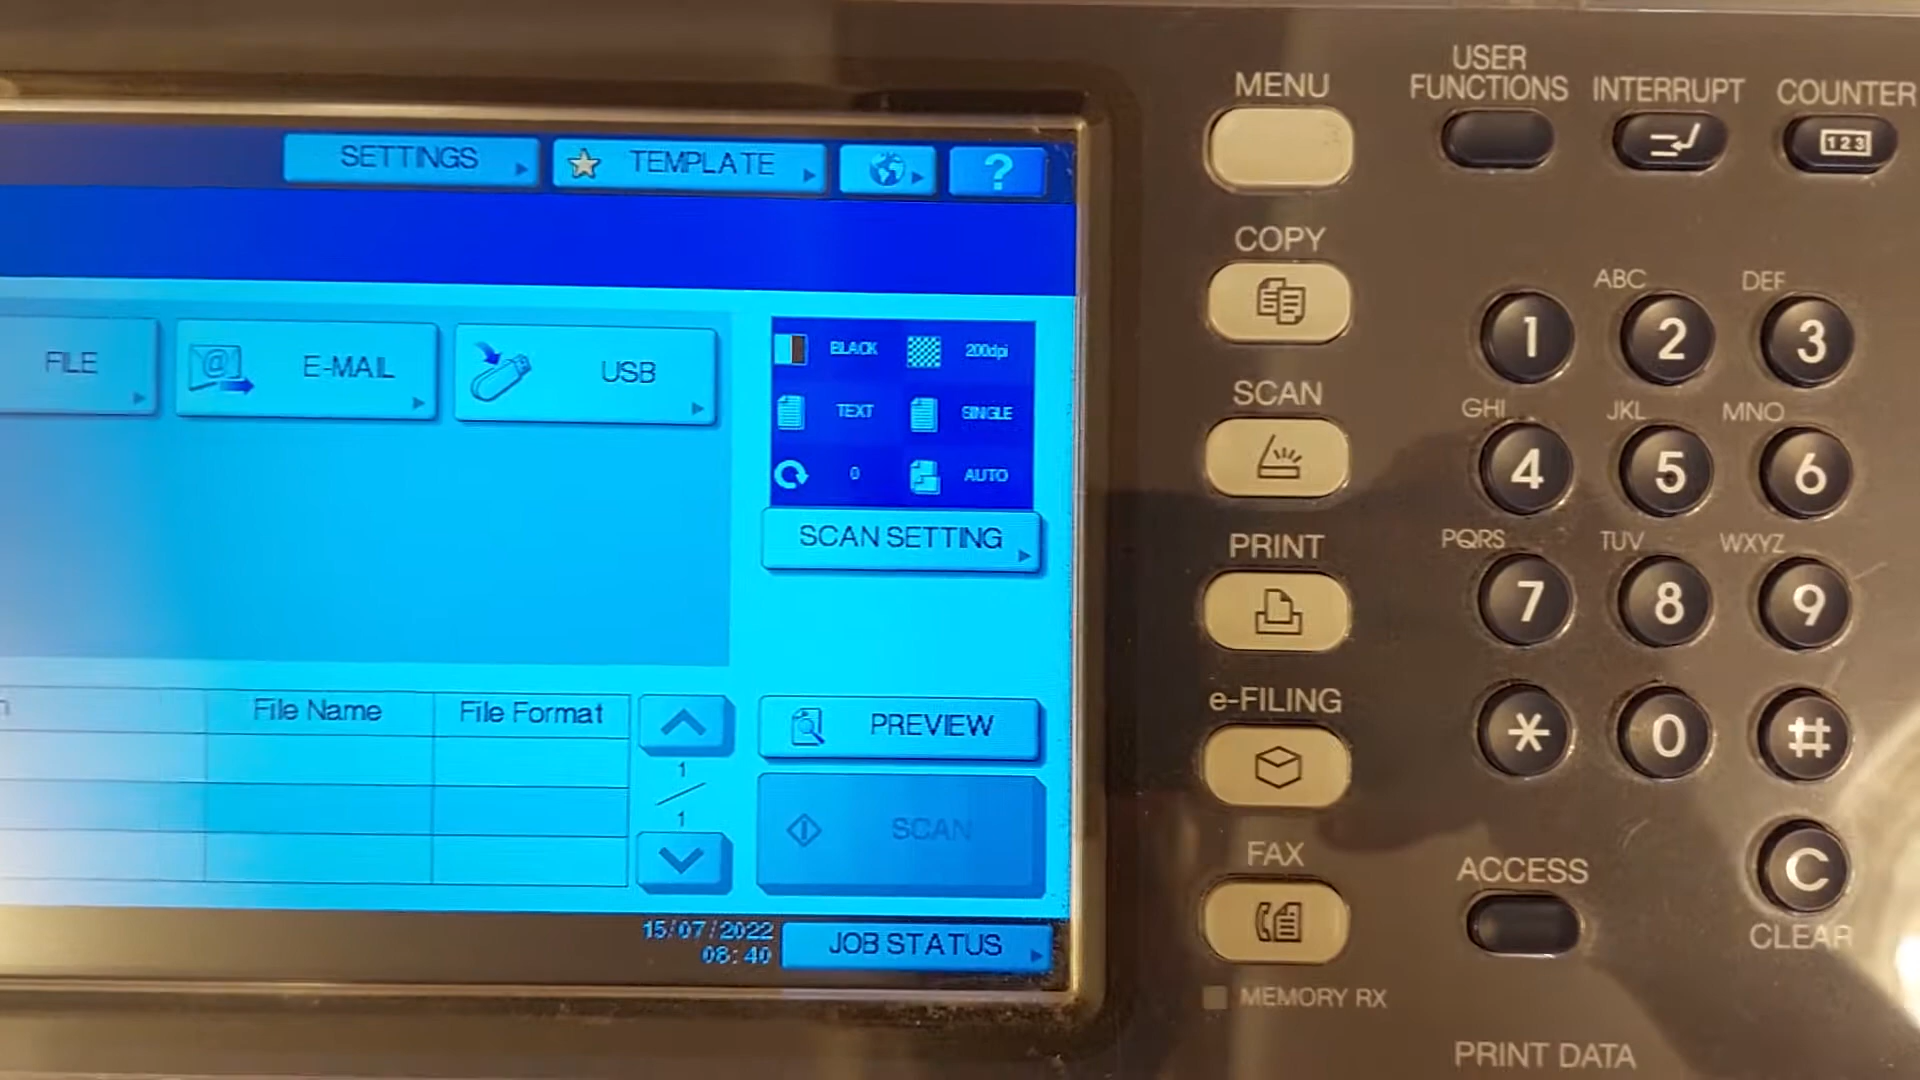 SETTINGS
TEMPLATE
?
FILE
E-MAIL
USB
BLACK
200dpi
TEXT
SINGLE
0
AUTO
SCAN SETTING
File Name
File Format
1
1
PREVIEW
SCAN
15/07/2022
08:40
JOB STATUS
MENU
COPY
SCAN
PRINT
e-FILING
FAX
MEMORY RX
USER
FUNCTIONS
INTERRUPT
COUNTER
123
ABC
DEF
1
2
3
GHI
JKL
MNO
4
5
6
PQRS
TUV
WXYZ
7
8
9
*
0
#
ACCESS
C
CLEAR
PRINT DATA